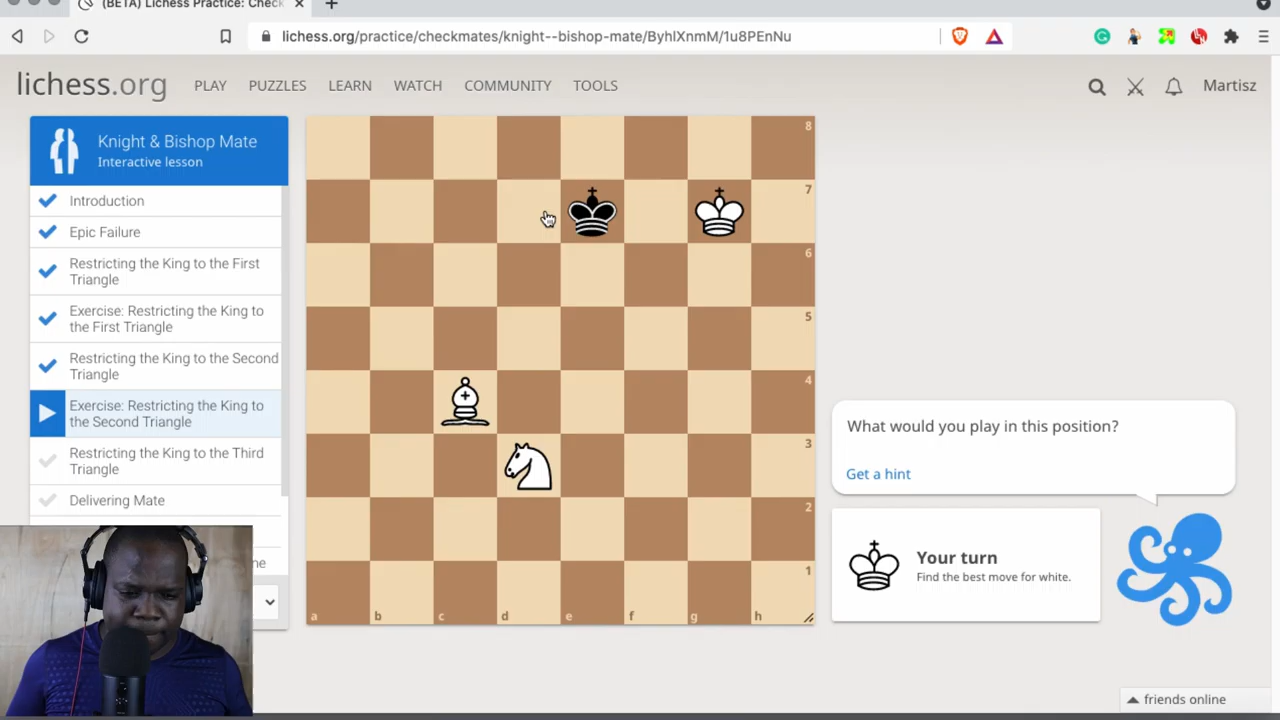 (BETA) Lichess Practice: Check
lichess.org/practice/checkmates/knight--bishop-mate/ByhlXnmM/1u8PEnNu
lichess.org PLAY PUZZLES LEARN WATCH COMMUNITY TOOLS Martisz
Knight & Bishop Mate
Interactive lesson
Introduction
Epic Failure
Restricting the King to the First
Triangle
Exercise: Restricting the King to
the First Triangle
Restricting the King to the Second
Triangle
Exercise: Restricting the King to
the Second Triangle
Restricting the King to the Third
Triangle
Delivering Mate
ne
8
7
6
5
4
3
2
1
a b c d e f g h
What would you play in this position?
Get a hint
Your turn
Find the best move for white.
friends online